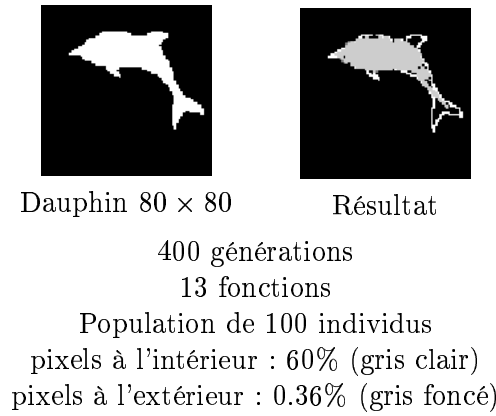 Dauphin 80 × 80
Résultat
400 générations
13 fonctions
Population de 100 individus
pixels à l'intérieur : 60% (gris clair)
pixels à l'extérieur : 0.36% (gris foncé)